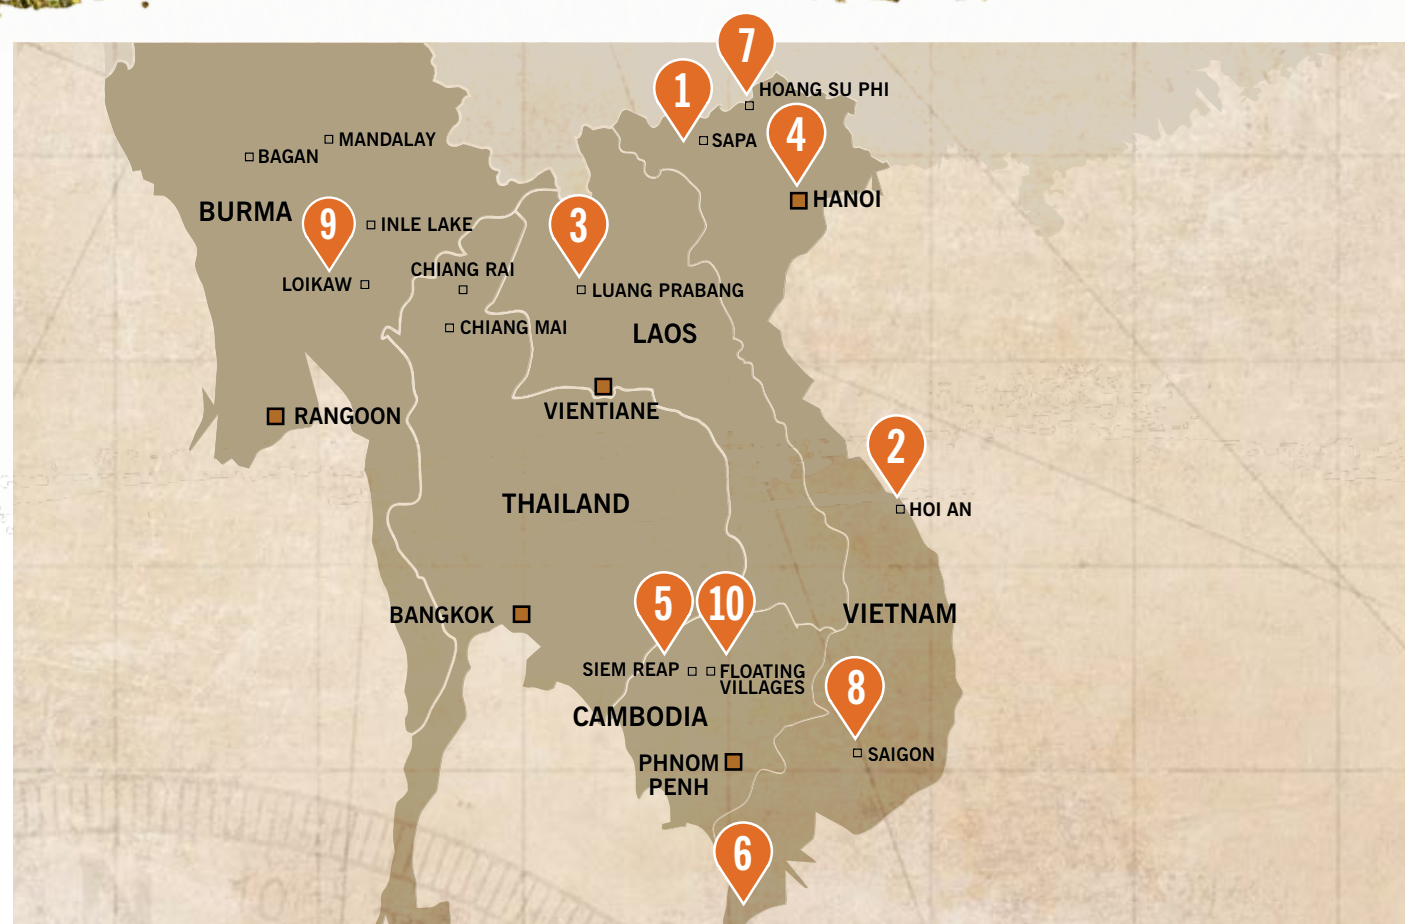 7
HOANG SU PHI
1
SAPA
4
MANDALAY
BAGAN
HANOI
BURMA
9
INLE LAKE
3
CHIANG RAI
LOIKAW
LUANG PRABANG
CHIANG MAI
LAOS
VIENTIANE
RANGOON
2
THAILAND
HOI AN
5
10
BANGKOK
VIETNAM
SIEM REAP
FLOATING
VILLAGES
8
CAMBODIA
SAIGON
PHNOM
PENH
6